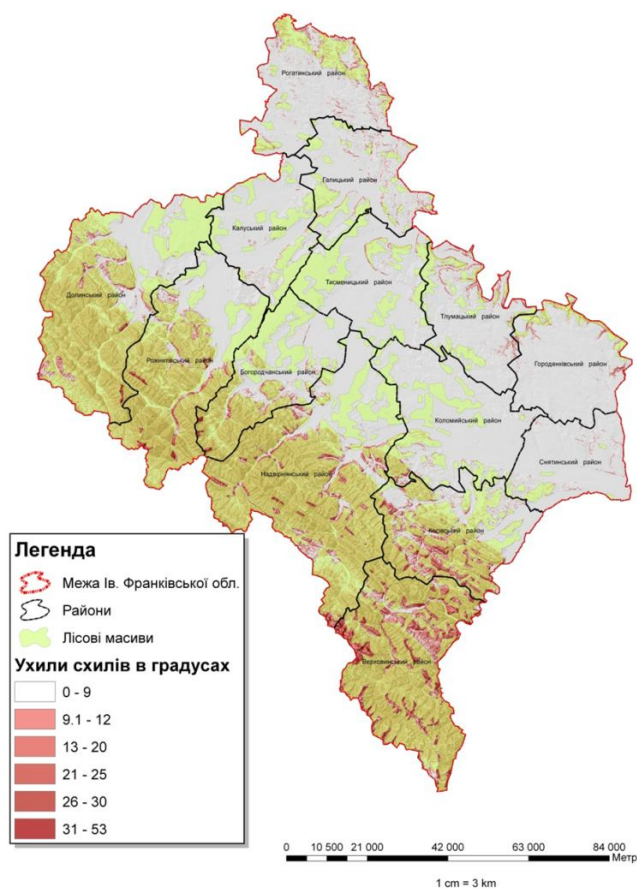 Рогатинський район
Галицький район
Калуський район
Долинський район
Тисменицький район
Тлумацький район
Рожнятівський район
Городенківський район
Богородчанський район
Коломийський район
Снятинський район
Надвірнянський район
Косівський район
Верховинський район
Легенда
Межа Ів. Франківської обл.
Райони
Лісові масиви
Ухили схилів в градусах
0 - 9
9.1 - 12
13 - 20
21 - 25
26 - 30
31 - 53
0 10 500 21 000 42 000 63 000 84 000
Метр
1 cm = 3 km